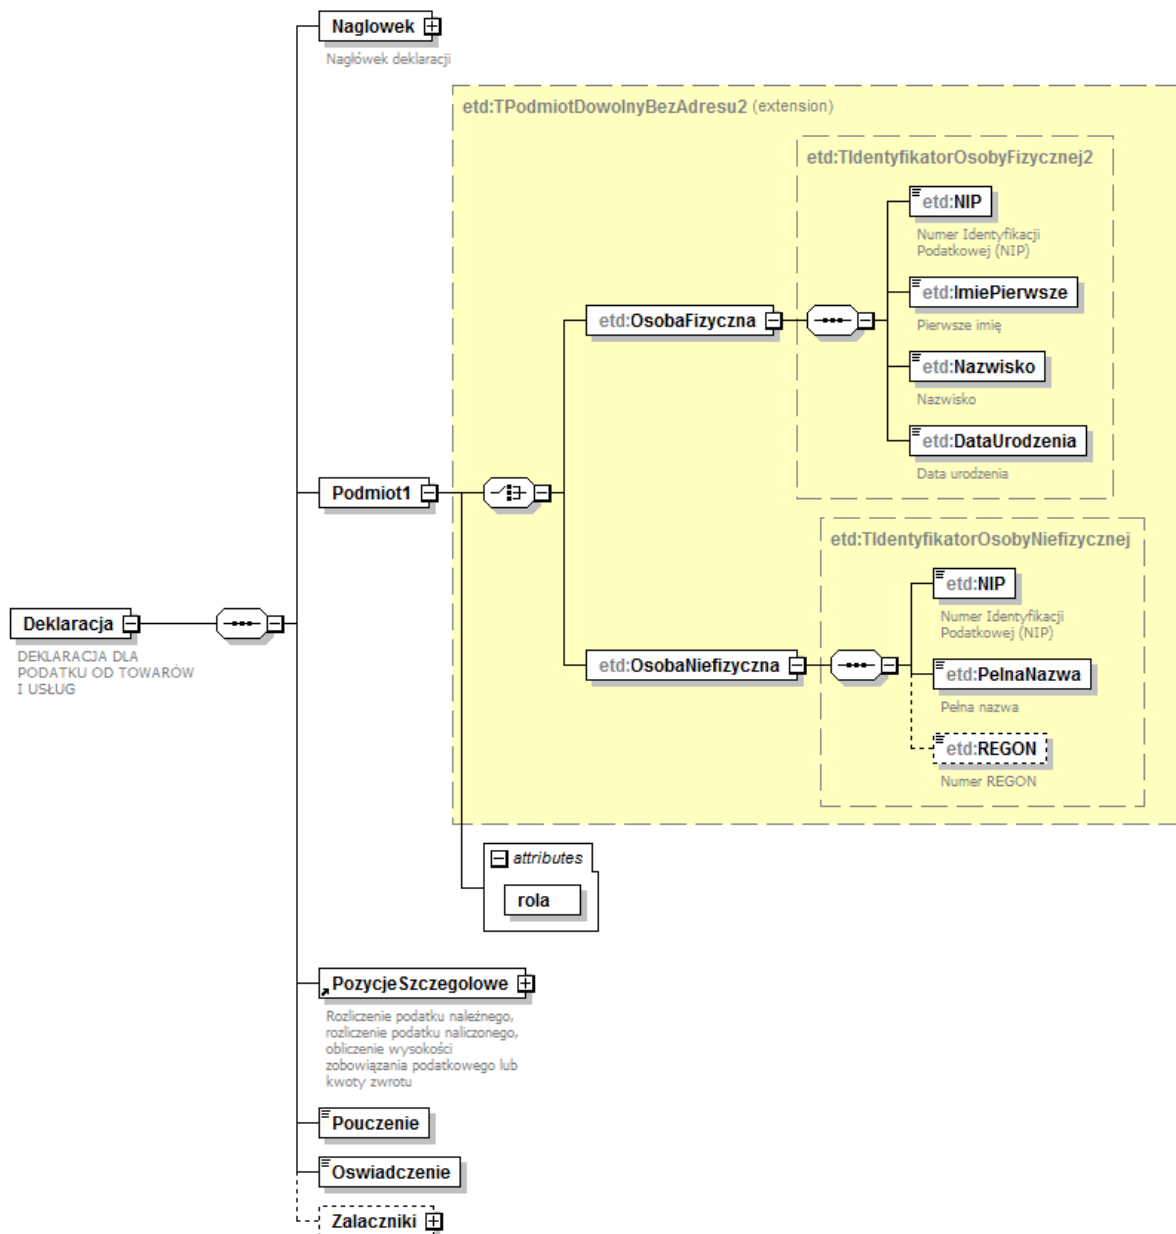 Naglowek
Nagłówek deklaracji
etd:TPodmiotDowolnyBezAdresu2 (extension)
etd:TIdentyfikatorOsobyFizycznej2
etd:NIP
Numer Identyfikacji
Podatkowej (NIP)
etd:ImiePierwsze
Pierwsze imię
etd:OsobaFizyczna
etd:Nazwisko
Nazwisko
etd:DataUrodzenia
Data urodzenia
Podmiot1
etd:TIdentyfikatorOsobyNiefizycznej
etd:NIP
Numer Identyfikacji
Podatkowej (NIP)
Deklaracja
DEKLARACJA DLA
PODATKU OD TOWARÓW
I USŁUG
etd:OsobaNiefizyczna
etd:PelnaNazwa
Pełna nazwa
etd:REGON
Numer REGON
attributes
rola
PozycjeSzczegolowe
Rozliczenie podatku należnego,
rozliczenie podatku naliczonego,
obliczenie wysokości
zobowiązania podatkowego lub
kwoty zwrotu
Pouczenie
Oswiadczenie
Zalaczniki